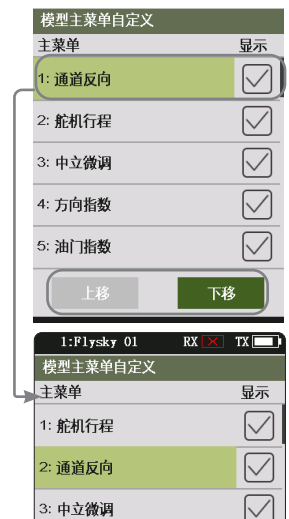 模型主菜单自定义
主菜单 显示
1: 通道反向
2: 舵机行程
3: 中立微调
4: 方向指数
5: 油门指数
上移 下移
1:Flysky 01 RX TX
模型主菜单自定义
主菜单 显示
1: 舵机行程
2: 通道反向
3: 中立微调